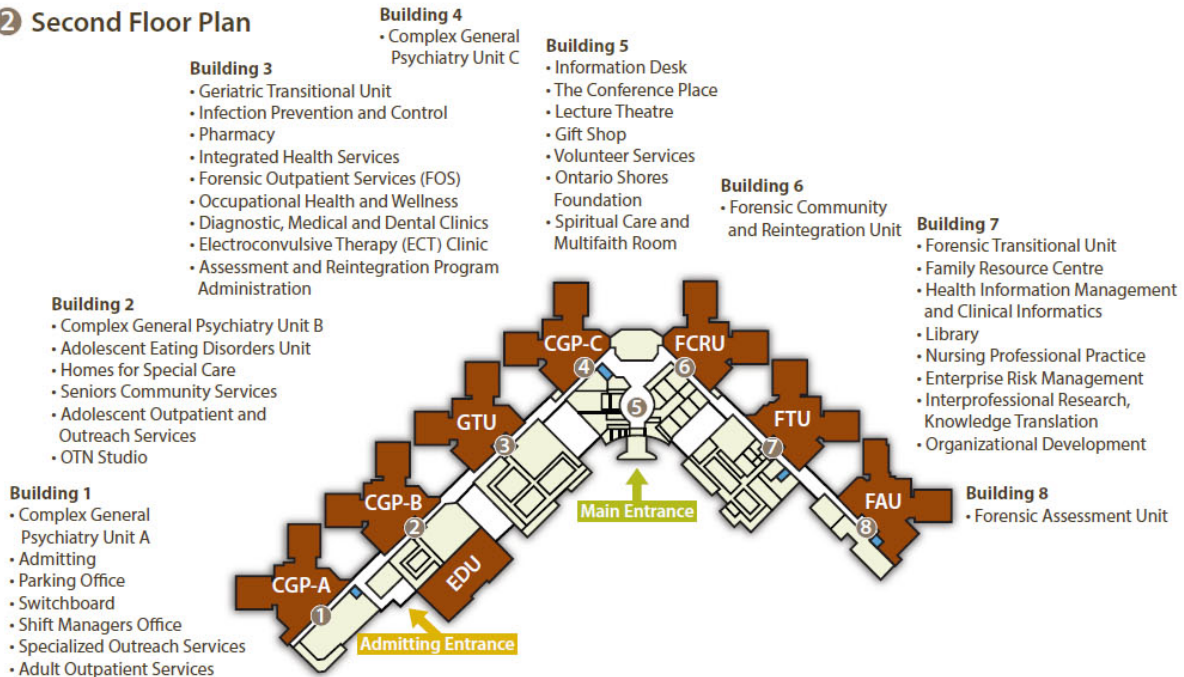 2 Second Floor Plan
Building 4
• Complex General
Psychiatry Unit C
Building 5
• Information Desk
• The Conference Place
• Lecture Theatre
• Gift Shop
• Volunteer Services
• Ontario Shores
Foundation
• Spiritual Care and
Multifaith Room
Building 3
• Geriatric Transitional Unit
• Infection Prevention and Control
• Pharmacy
• Integrated Health Services
• Forensic Outpatient Services (FOS)
• Occupational Health and Wellness
• Diagnostic, Medical and Dental Clinics
• Electroconvulsive Therapy (ECT) Clinic
• Assessment and Reintegration Program
Administration
Building 6
• Forensic Community
and Reintegration Unit
Building 7
• Forensic Transitional Unit
• Family Resource Centre
• Health Information Management
and Clinical Informatics
• Library
• Nursing Professional Practice
• Enterprise Risk Management
• Interprofessional Research,
Knowledge Translation
• Organizational Development
Building 2
• Complex General Psychiatry Unit B
• Adolescent Eating Disorders Unit
• Homes for Special Care
• Seniors Community Services
• Adolescent Outpatient and
Outreach Services
• OTN Studio
Building 1
• Complex General
Psychiatry Unit A
• Admitting
• Parking Office
• Switchboard
• Shift Managers Office
• Specialized Outreach Services
• Adult Outpatient Services
Building 8
• Forensic Assessment Unit
CGP-C
4
FCRU
6
5
GTU
3
FTU
7
CGP-B
2
FAU
8
EDU
CGP-A
1
Main Entrance
Admitting Entrance